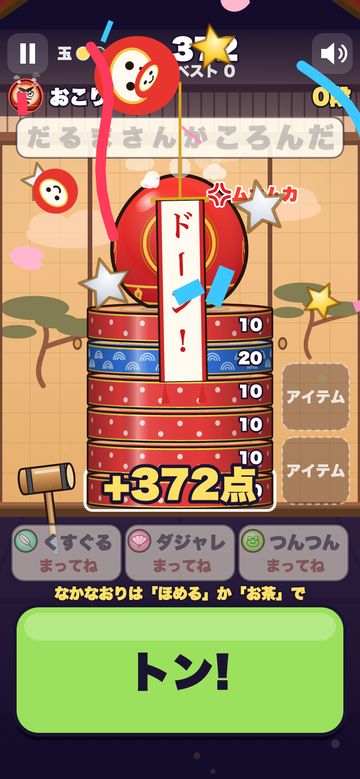 玉
ベスト 0
おこり
0段
だるまさんがころんだ
ドーン!
10
20
10
10
10
アイテム
アイテム
+372点
くすぐる
まってね
ダジャレ
まってね
つんつん
まってね
なかなおりは「ほめる」か「お茶」で
トン!